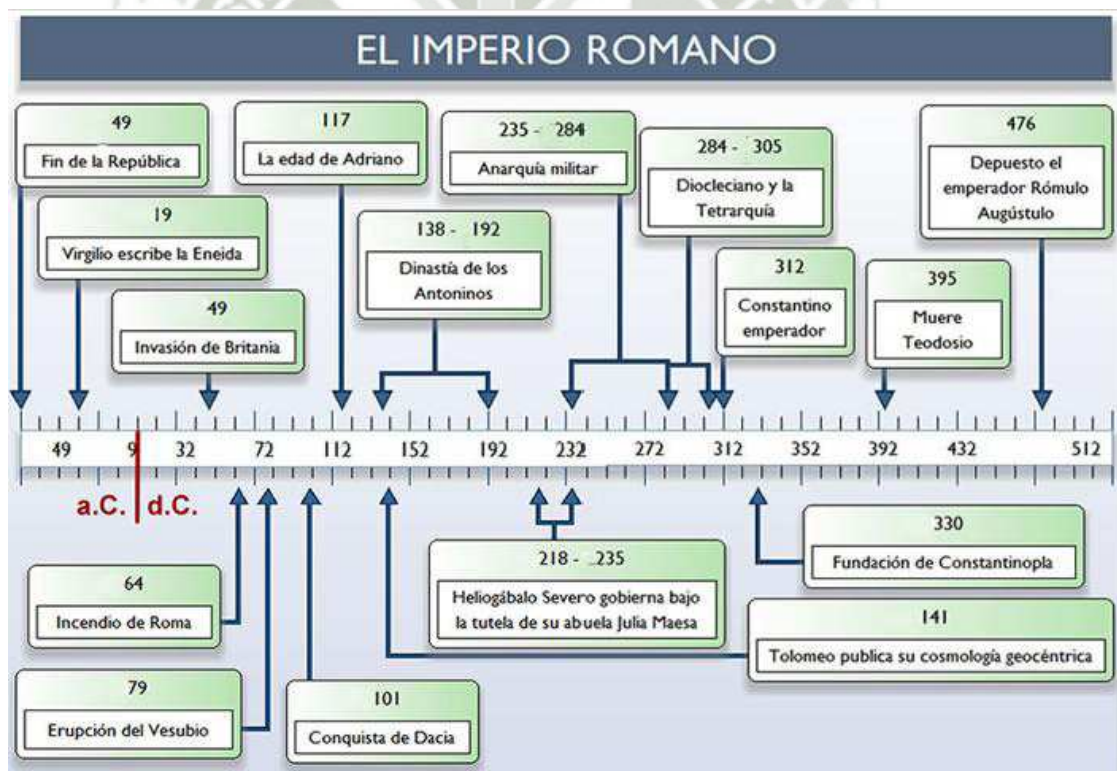 EL IMPERIO ROMANO
49
Fin de la República
19
Virgilio escribe la Eneida
49
Invasión de Britania
117
La edad de Adriano
138 - 192
Dinastía de los
Antoninos
235 - 284
Anarquía militar
284 - 305
Diocleciano y la
Tetrarquía
312
Constantino
emperador
395
Muere
Teodosio
476
Depuesto el
emperador Rómulo
Augústulo
49 9 32 72 112 152 192 232 272 312 352 392 432 512
a.C. d.C.
64
Incendio de Roma
79
Erupción del Vesubio
101
Conquista de Dacia
218 - 235
Heliogábalo Severo gobierna bajo
la tutela de su abuela Julia Maesa
330
Fundación de Constantinopla
141
Tolomeo publica su cosmología geocéntrica